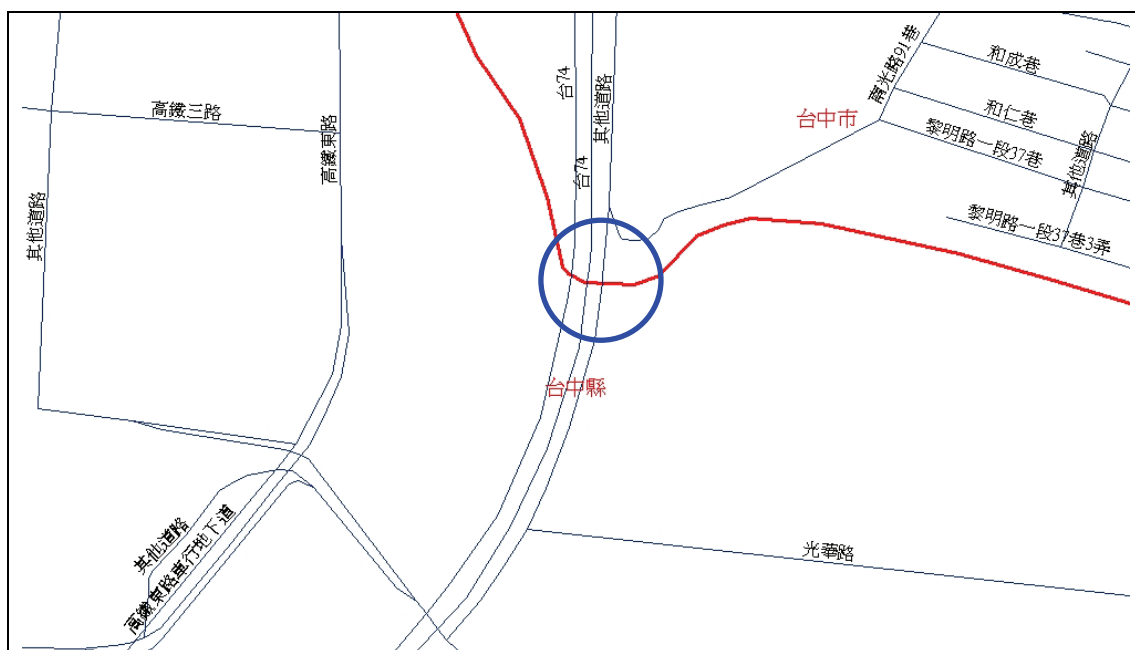 台74
其他道路
南光路91巷
和成巷
高鐵三路
高鐵東路
台中市
和仁巷
黎明路一段37巷
其他道路
台74
其他道路
黎明路一段37巷3弄
台中縣
其他道路
高鐵東路車行地下道
光華路